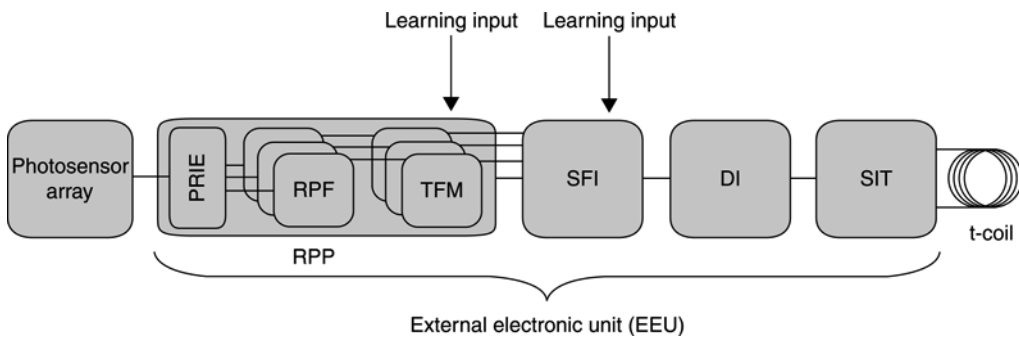 Learning input
Learning input
Photosensor
array
PRIE
RPF
TFM
SFI
DI
SIT
t-coil
RPP
External electronic unit (EEU)